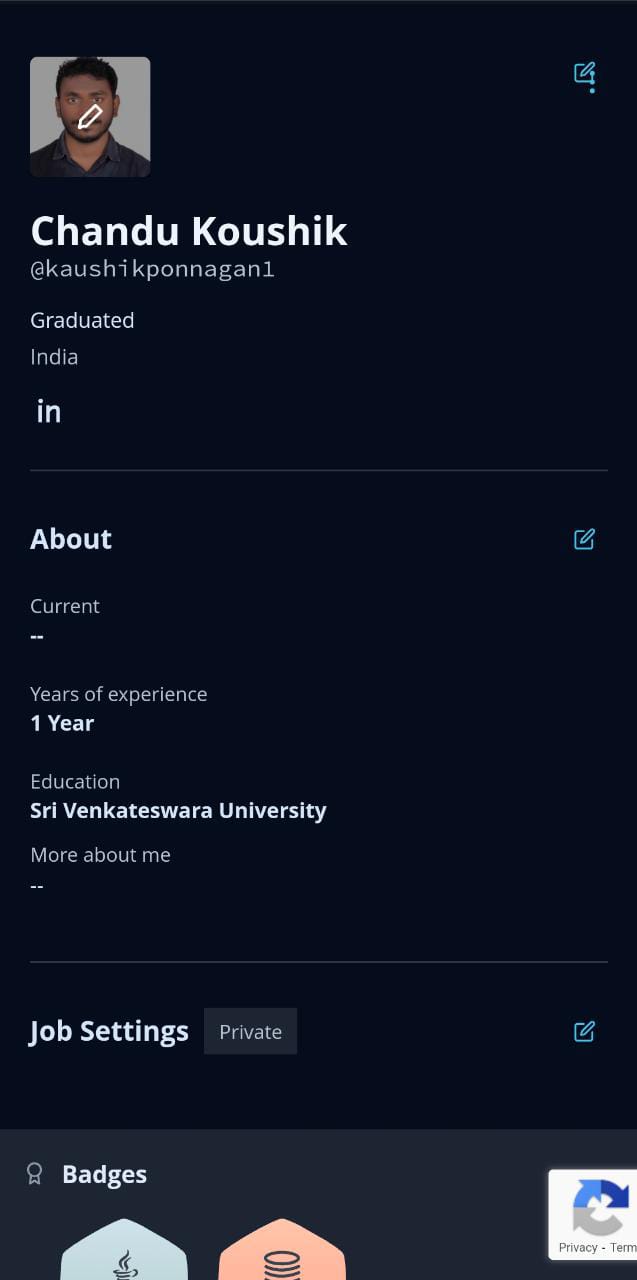 Chandu Koushik
@kaushikponnagan1
Graduated
India
in
About
Current
--
Years of experience
1 Year
Education
Sri Venkateswara University
More about me
--
Job Settings
Private
Badges
Privacy - Term